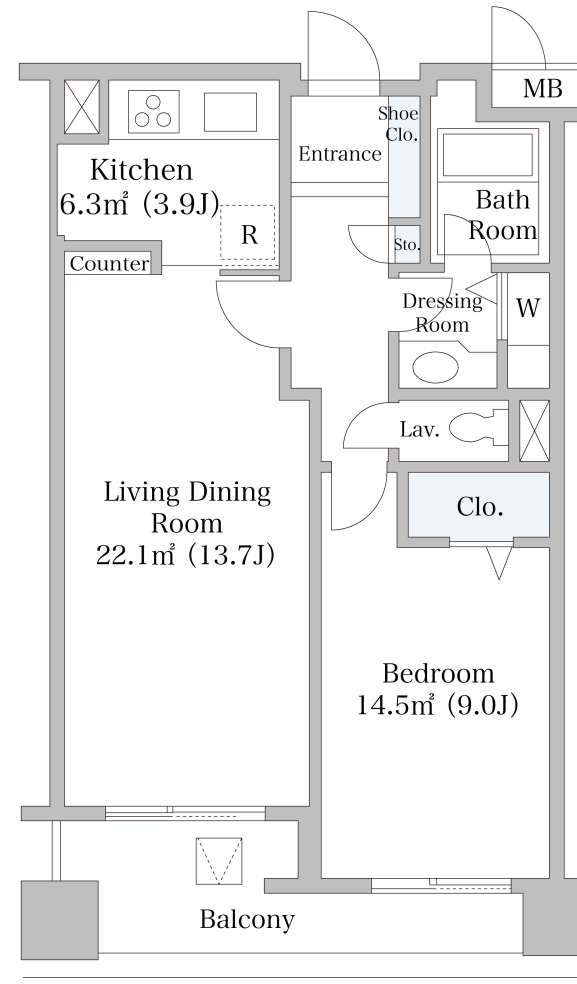 MB
Shoe
Clo.
Entrance
Kitchen
6.3㎡ (3.9J)
R
Bath
Room
Sto.
Counter
Dressing
Room
W
Lav.
Living Dining
Room
22.1㎡ (13.7J)
Clo.
Bedroom
14.5㎡ (9.0J)
Balcony